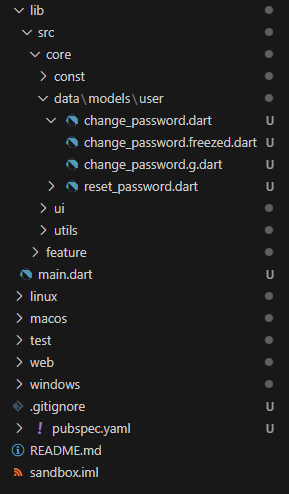 lib
src
core
const
data\models\user
change_password.dart U
change_password.freezed.dart U
change_password.g.dart U
reset_password.dart U
ui
utils
feature
main.dart U
linux
macos
test
web
windows
.gitignore U
! pubspec.yaml U
README.md
sandbox.iml